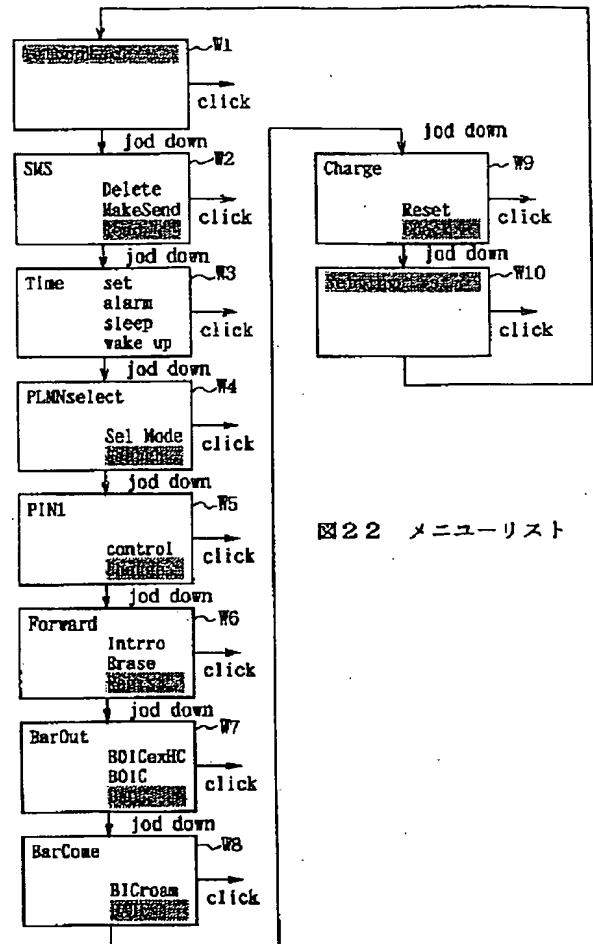 W1
click
jod down
SMS
W2
Delete
MakeSend
click
jod down
Time
W3
set
alarm
sleep
wake up
click
jod down
PLMNselect
W4
Sel Mode
click
jod down
PIN1
W5
control
click
jod down
Forward
W6
Intrro
Erase
click
jod down
BarOut
W7
BOICexHC
BOIC
click
jod down
BarCome
W8
BICroam
click
jod down
Charge
W9
Reset
click
jod down
W10
click
図22 メニューリスト